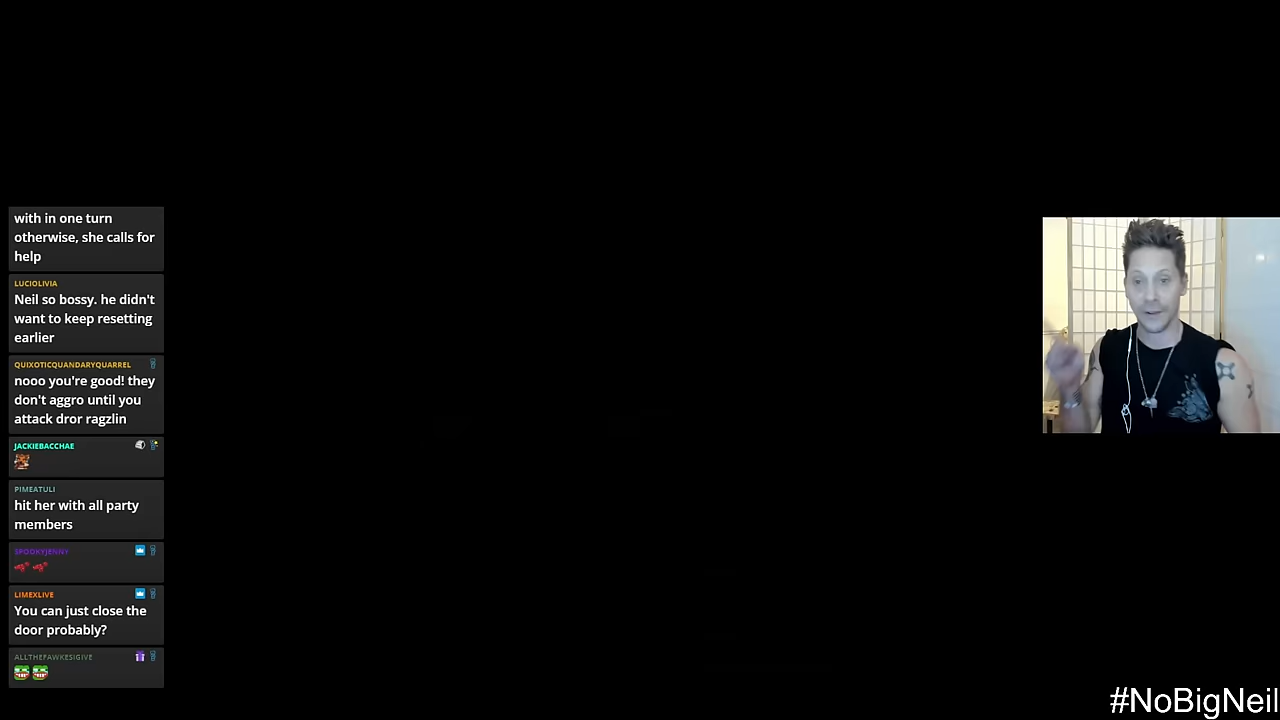 with in one turn
otherwise, she calls for
help
LUCIOLIVIA
Neil so bossy. he didn't
want to keep resetting
earlier
QUIXOTICQUANDARYQUARREL
nooo you're good! they
don't aggro until you
attack dror ragzlin
JACKIEBACCHAE
PIMEATULI
hit her with all party
members
SPOOKYJENNY
LIMEXLIVE
You can just close the
door probably?
ALLTHEFAWKESIGIVE
#NoBigNeil